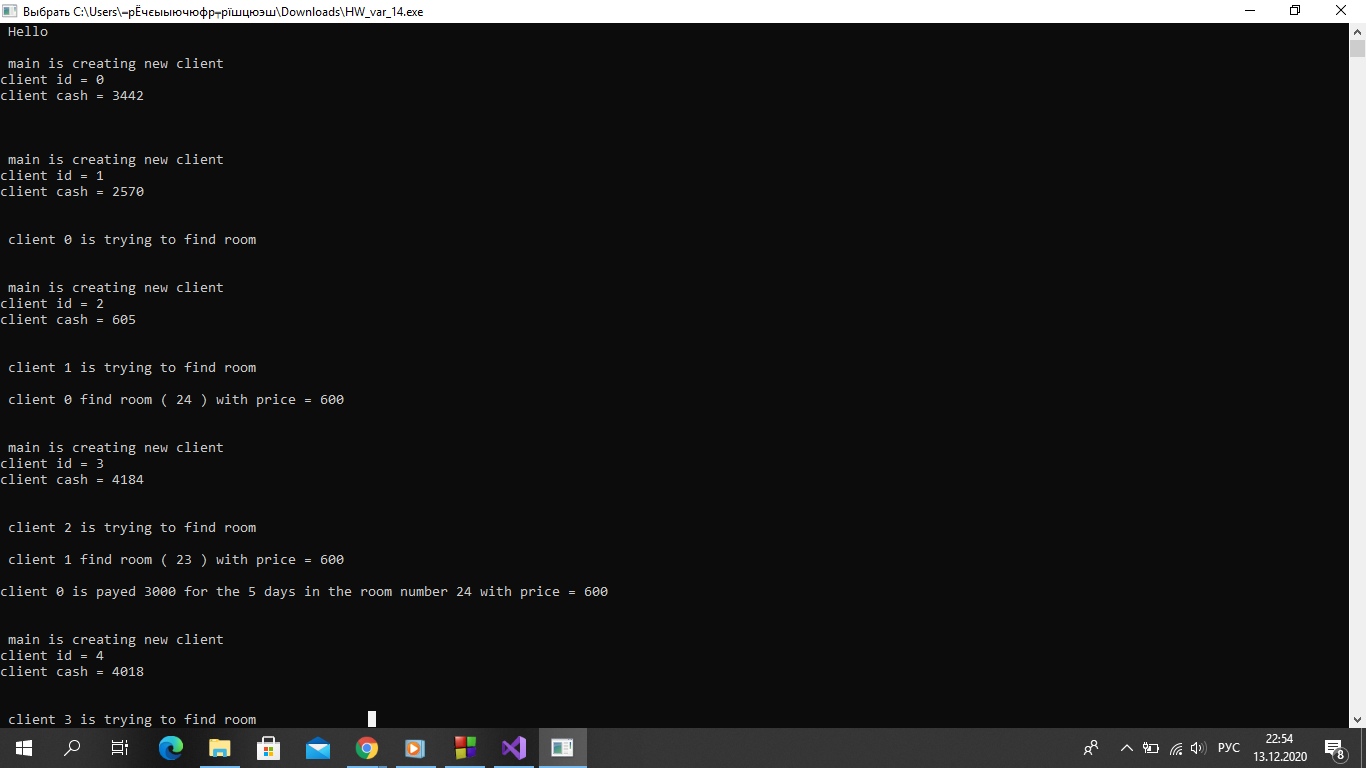 Выбрать C:\Users\═рЁчєыыючюфр╤рїшцюэш\Downloads\HW_var_14.exe
Hello
main is creating new client
client id = 0
client cash = 3442
main is creating new client
client id = 1
client cash = 2570
client 0 is trying to find room
main is creating new client
client id = 2
client cash = 605
client 1 is trying to find room
client 0 find room ( 24 ) with price = 600
main is creating new client
client id = 3
client cash = 4184
client 2 is trying to find room
client 1 find room ( 23 ) with price = 600
client 0 is payed 3000 for the 5 days in the room number 24 with price = 600
main is creating new client
client id = 4
client cash = 4018
client 3 is trying to find room
РУС
22:54
13.12.2020
8